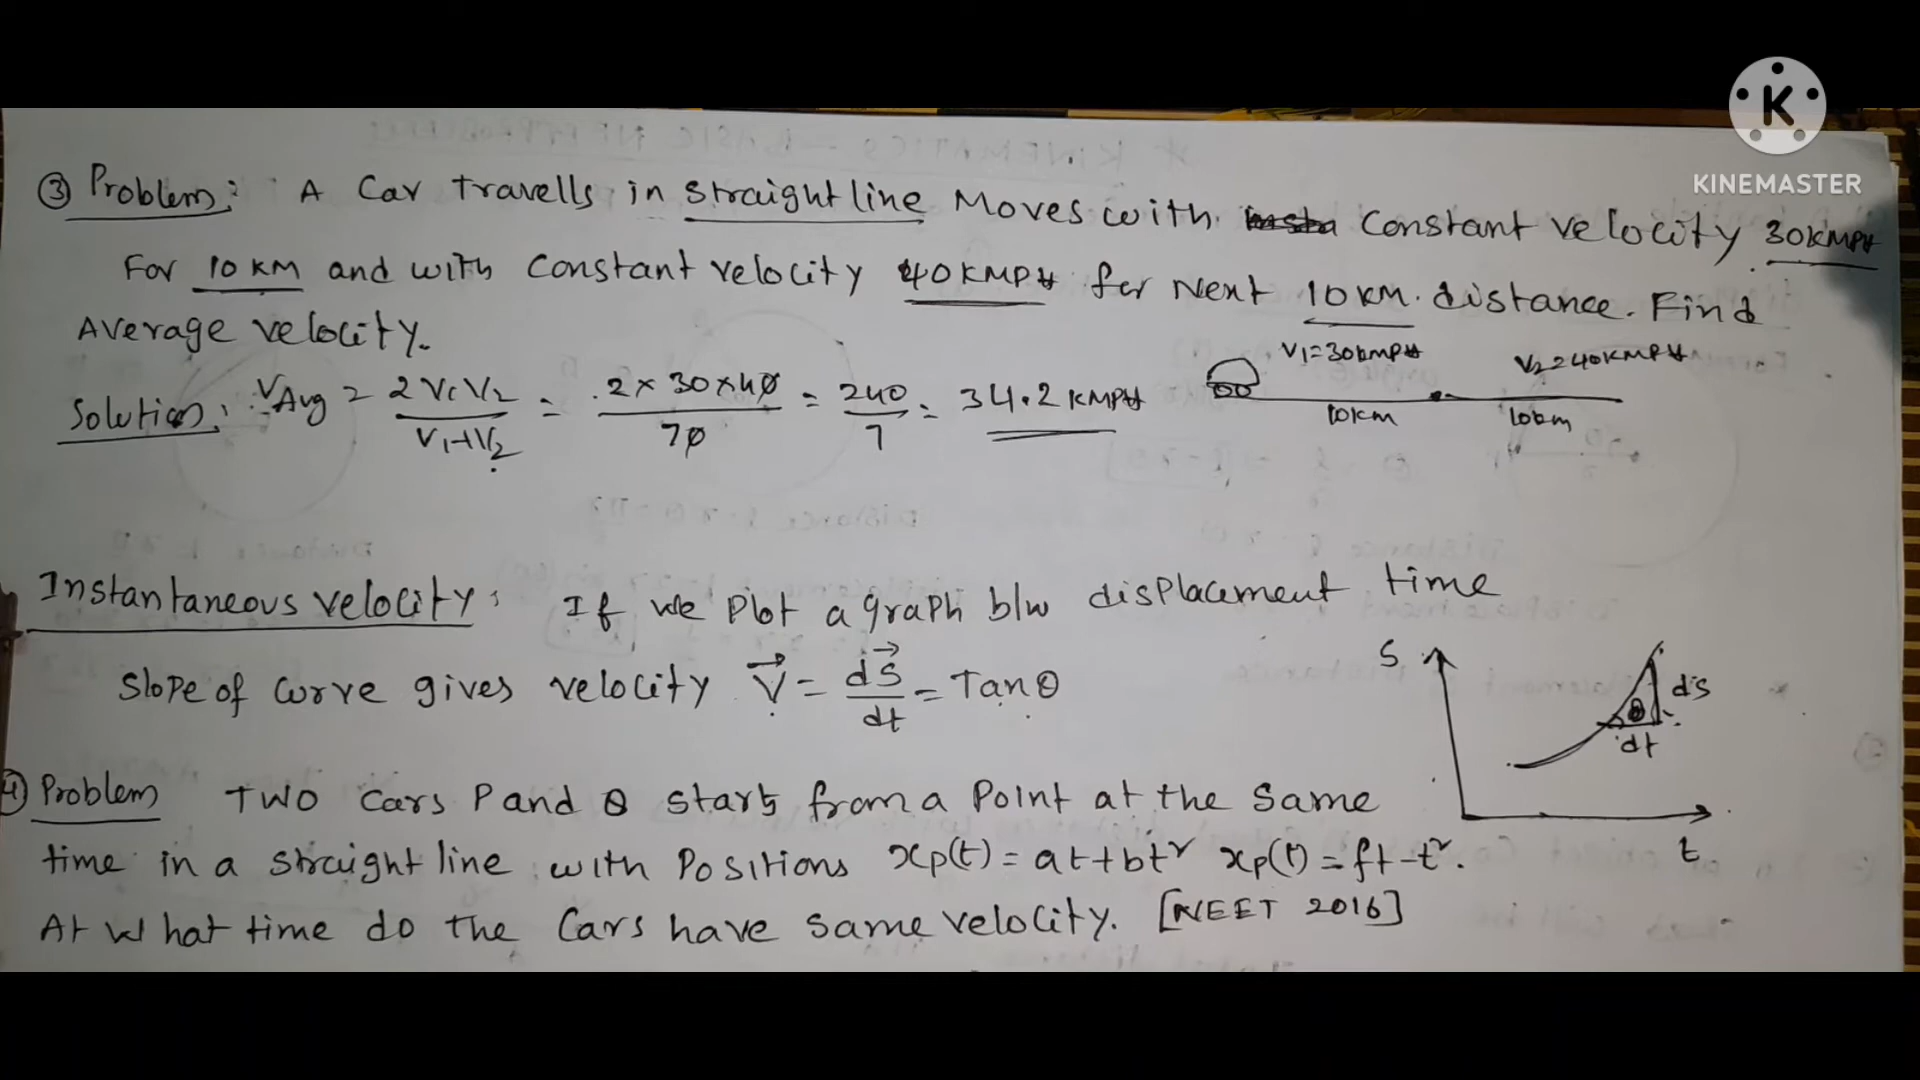 K
KINEMASTER
③ Problem: A Car travells in straight line Moves with Constant velocity 30KMPH
For 10 KM and with Constant velocity 40KMPH for Next 10 KM. distance. Find
Average velocity.
V1=30kmPH V2=40KMPH
Solution: VAvg = 2V1V2 / V1+V2 = 2×30×40 / 70 = 240 / 7 = 34.2 KMPH
10km 10km
Instantaneous velocity: If we plot a graph b/w displacement time
Slope of curve gives velocity V⃗ = dS⃗ / dt = Tanθ
S ds
θ
dt
t
④ Problem Two Cars P and Q starts from a Point at the same
time in a straight line with Positions xp(t) = at+bt² xp(t) = ft-t².
At what time do the Cars have same velocity. [NEET 2016]